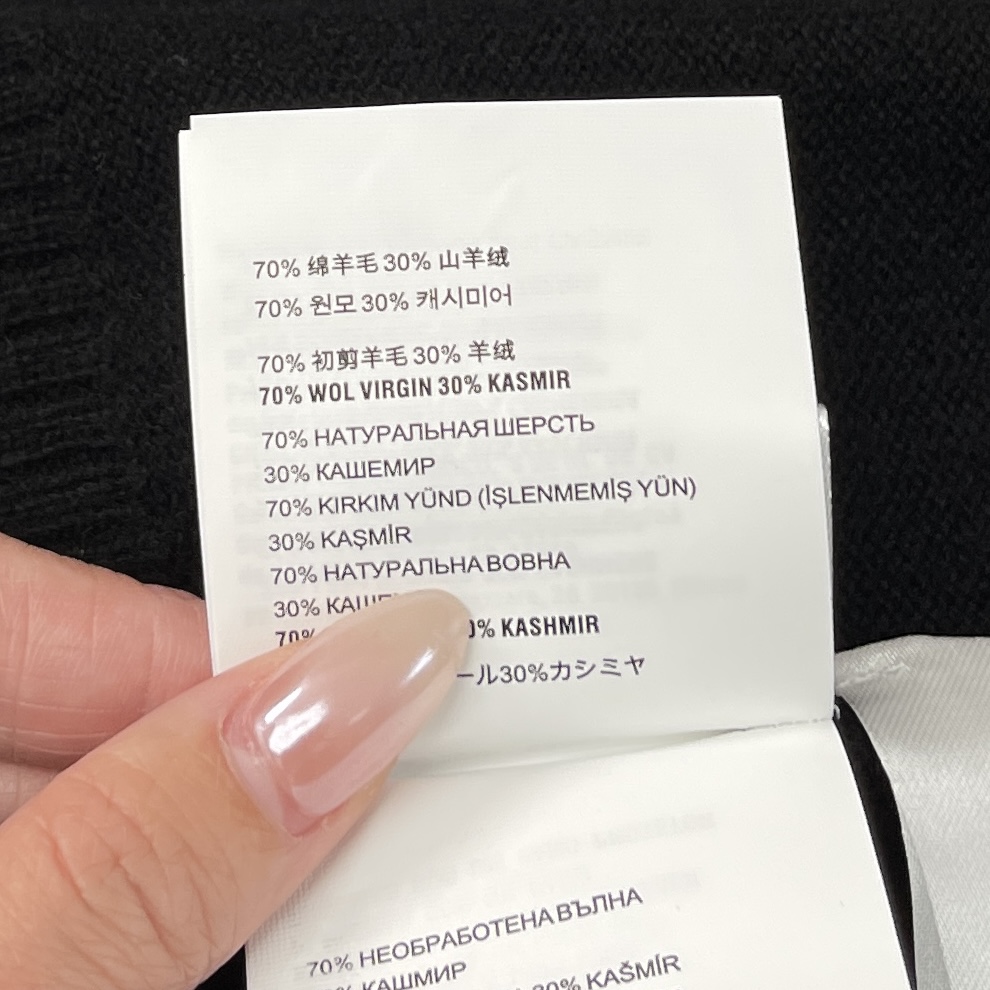 70% 绵羊毛 30% 山羊绒
70% 원모 30% 캐시미어
70% 初剪羊毛 30% 羊绒
70% WOL VIRGIN 30% KASMIR
70% НАТУРАЛЬНАЯ ШЕРСТЬ
30% КАШЕМИР
70% KIRKIM YÜND (İŞLENMEMİŞ YÜN)
30% KAŞMİR
70% НАТУРАЛЬНА ВОВНА
30%
70% KASHMIR
ール30%カシミヤ
70% НЕОБРАБОТЕНА ВЪЛНА
КАШМИР
30% KAŠMÍR